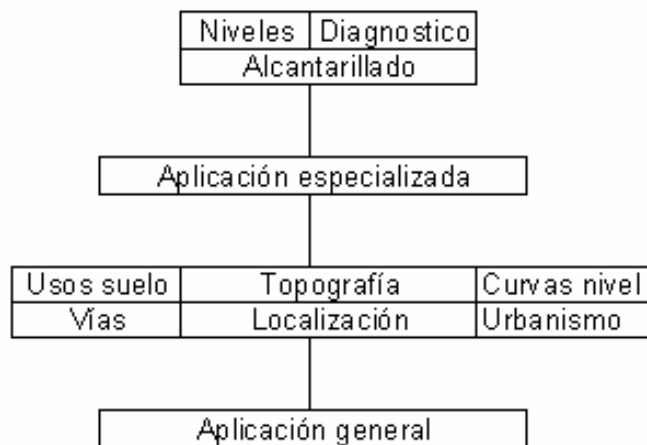 Niveles Diagnostico
Alcantarillado
Aplicación especializada
Usos suelo Topografía Curvas nivel
Vías Localización Urbanismo
Aplicación general